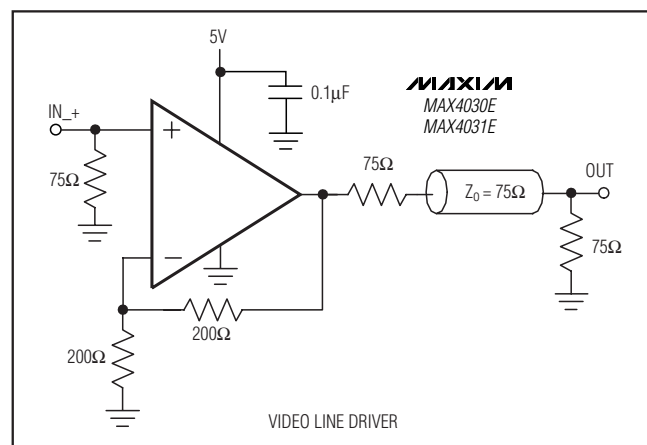 5V
0.1µF
MAXIM
MAX4030E
MAX4031E
IN_+
+
75Ω
75Ω
Z0 = 75Ω
OUT
75Ω
−
200Ω
200Ω
VIDEO LINE DRIVER